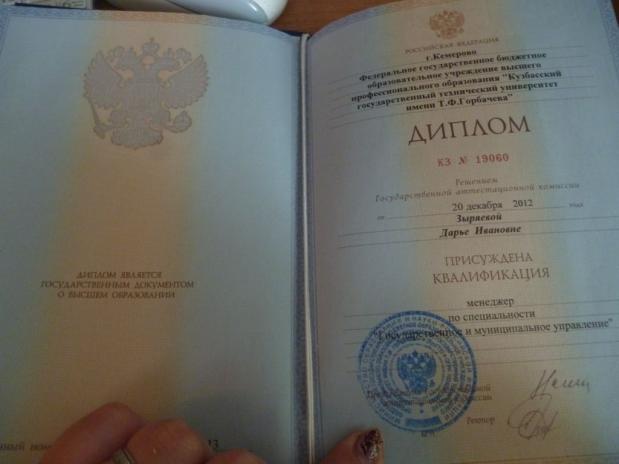 ДИПЛОМ ЯВЛЯЕТСЯ
ГОСУДАРСТВЕННЫМ ДОКУМЕНТОМ
О ВЫСШЕМ ОБРАЗОВАНИИ
13
РОССИЙСКАЯ ФЕДЕРАЦИЯ
г.Кемерово
Федеральное государственное бюджетное
образовательное учреждение высшего
профессионального образования "Кузбасский
государственный технический университет
имени Т.Ф.Горбачева"
ДИПЛОМ
КЗ № 19060
Решением
Государственной аттестационной комиссии
от 20 декабря 2012 года
Зыряевой
Дарье Ивановне
ПРИСУЖДЕНА
КВАЛИФИКАЦИЯ
менеджер
по специальности
"Государственное и муниципальное управление"
Ректор